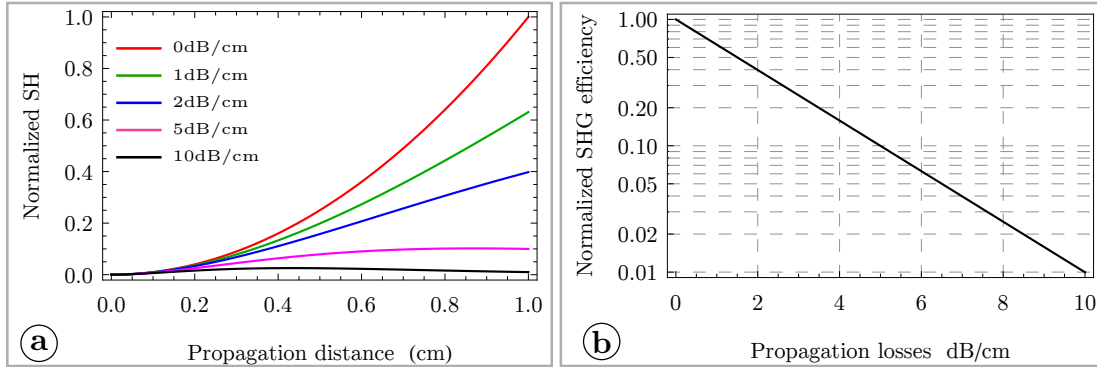 1.0
0.8
0.6
0.4
0.2
0.0
Normalized SH
0dB/cm
1dB/cm
2dB/cm
5dB/cm
10dB/cm
0.0 0.2 0.4 0.6 0.8 1.0
Propagation distance (cm)
a
1.00
0.50
0.20
0.10
0.05
0.02
0.01
Normalized SHG efficiency
0 2 4 6 8 10
Propagation losses dB/cm
b